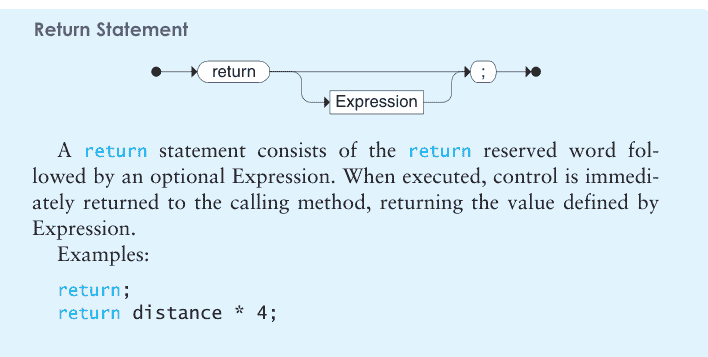 Return Statement
return ;
Expression
A return statement consists of the return reserved word fol-
lowed by an optional Expression. When executed, control is immedi-
ately returned to the calling method, returning the value defined by
Expression.
Examples:
return;
return distance * 4;